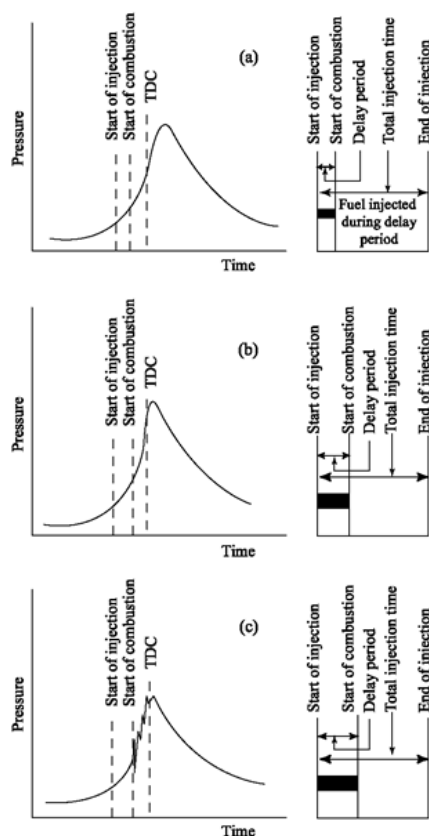 (a)
Pressure
Start of injection
Start of combustion
TDC
Time
Start of injection
Start of combustion
Delay period
Total injection time
End of injection
Fuel injected
during delay
period
(b)
Pressure
Start of injection
Start of combustion
TDC
Time
Start of injection
Start of combustion
Delay period
Total injection time
End of injection
(c)
Pressure
Start of injection
Start of combustion
TDC
Time
Start of injection
Start of combustion
Delay period
Total injection time
End of injection